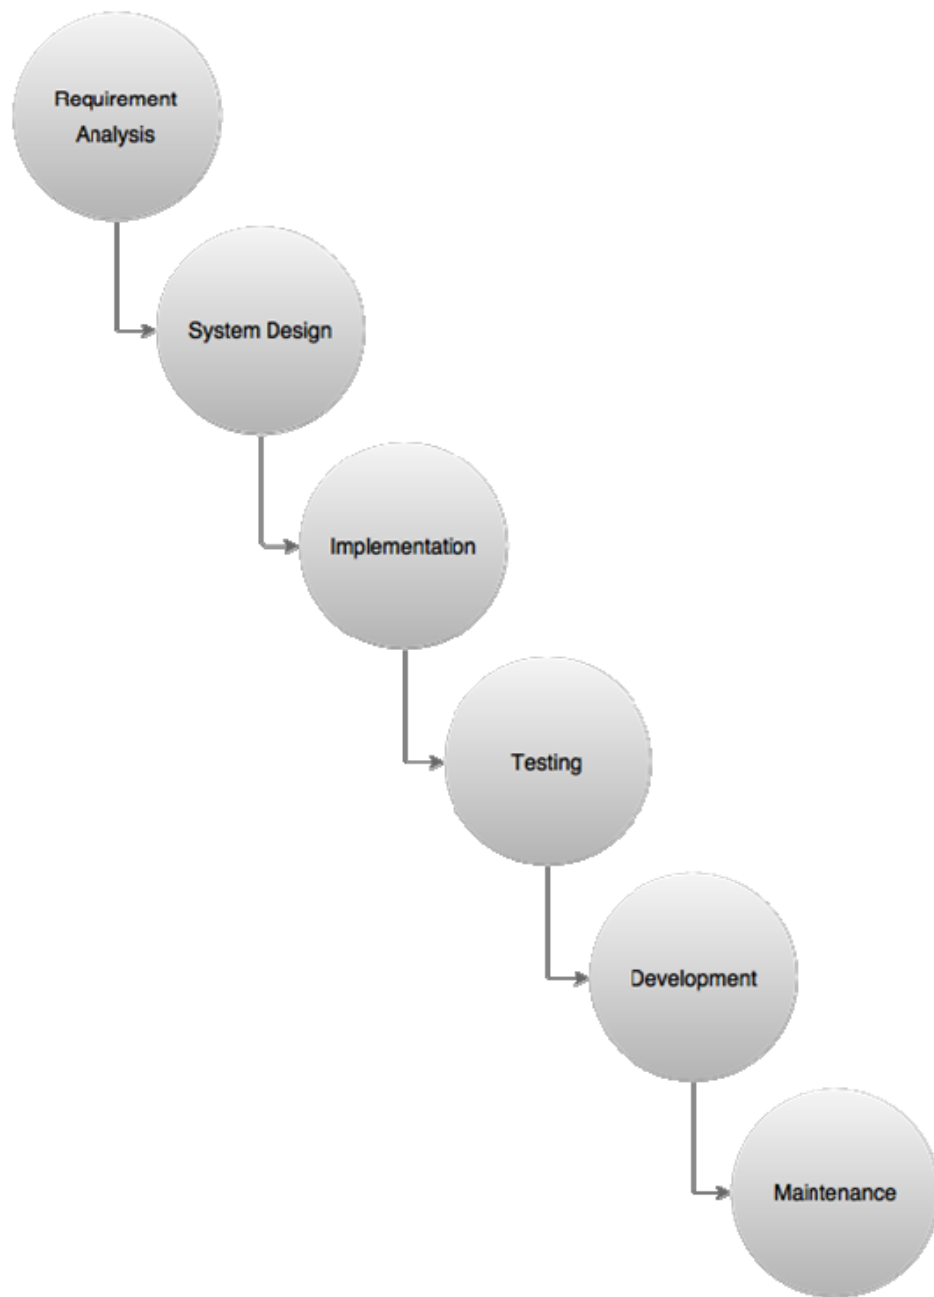 Requirement
Analysis
System Design
Implementation
Testing
Development
Maintenance